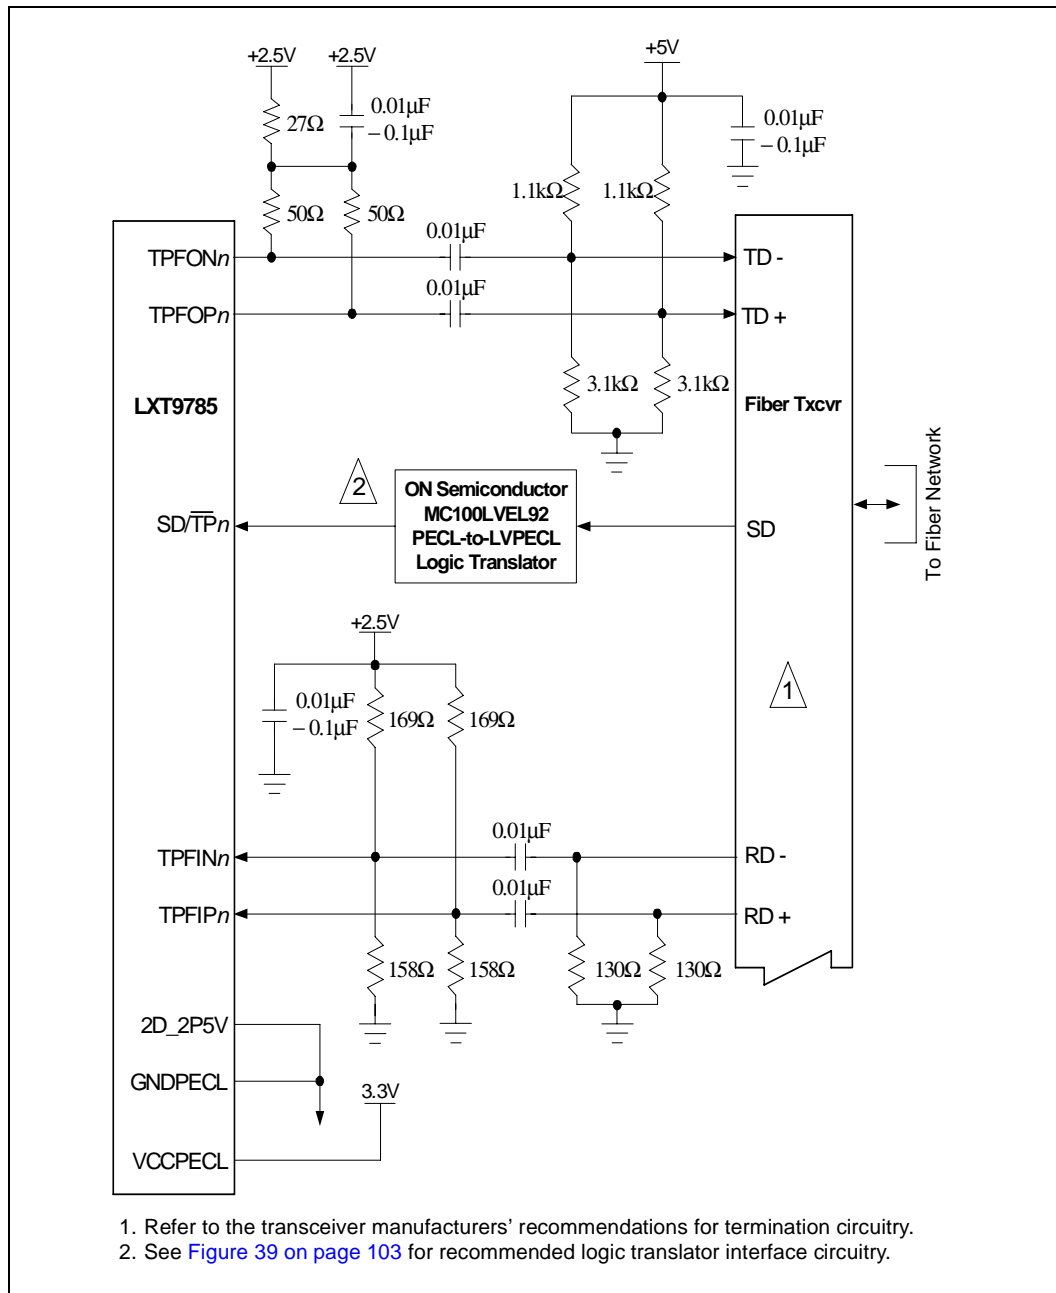 +2.5V
+2.5V
+5V
27Ω
0.01µF
– 0.1µF
0.01µF
– 0.1µF
50Ω
50Ω
1.1kΩ
1.1kΩ
0.01µF
TPFONn
TD -
0.01µF
TPFOPn
TD +
3.1kΩ
3.1kΩ
LXT9785
Fiber Txcvr
2
ON Semiconductor
MC100LVEL92
PECL-to-LVPECL
Logic Translator
SD/T̅P̅n
SD
To Fiber Network
+2.5V
0.01µF
– 0.1µF
169Ω
169Ω
1
0.01µF
TPFINn
RD -
0.01µF
TPFIPn
RD +
158Ω
158Ω
130Ω
130Ω
2D_2P5V
GNDPECL
3.3V
VCCPECL
1. Refer to the transceiver manufacturers’ recommendations for termination circuitry.
2. See Figure 39 on page 103 for recommended logic translator interface circuitry.